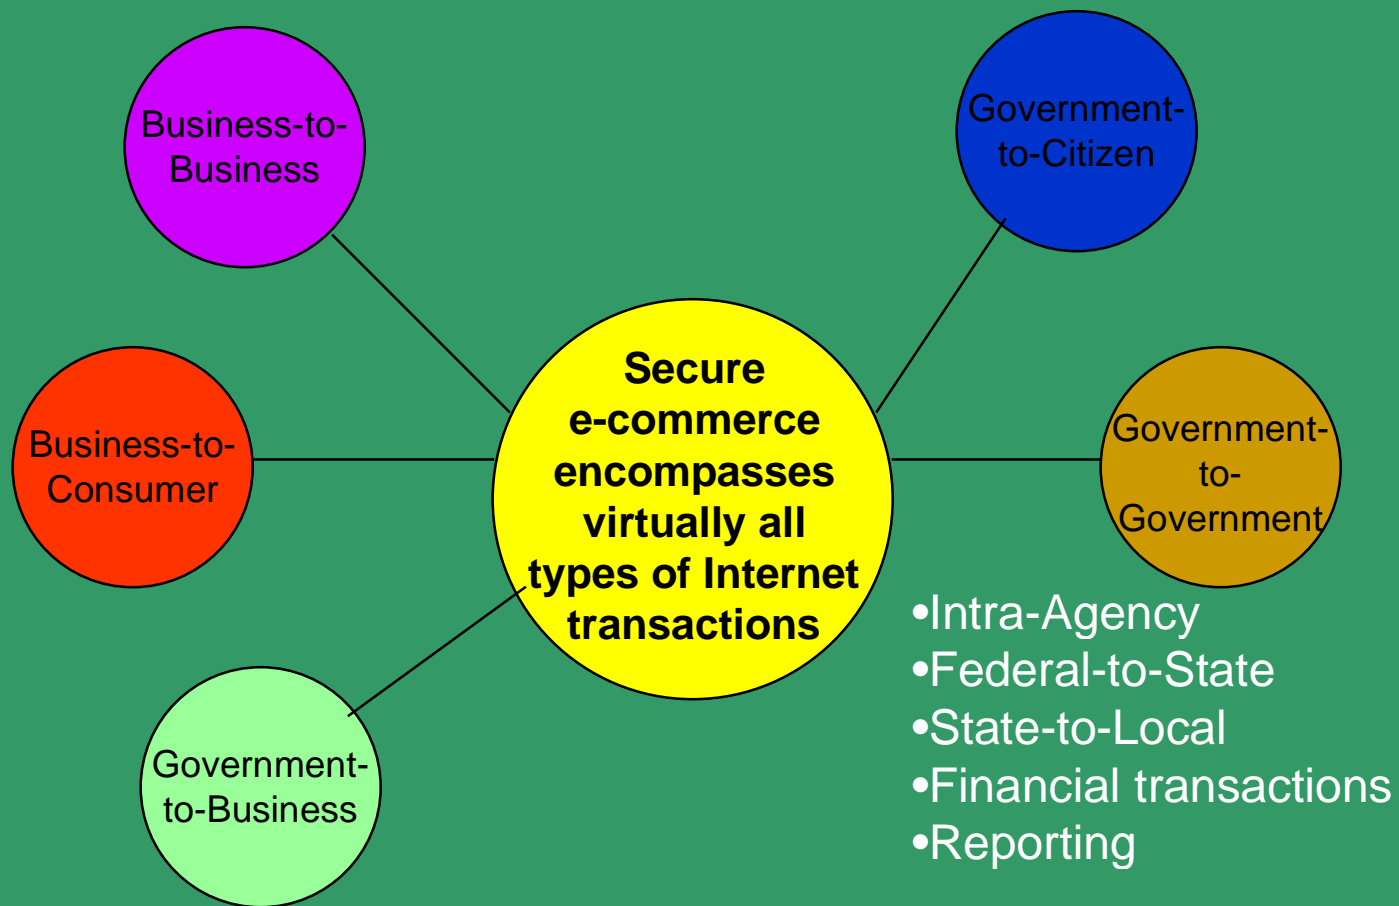 Business-to-
Business
Government-
to-Citizen
Secure
e-commerce
encompasses
virtually all
types of Internet
transactions
Business-to-
Consumer
Government-
to-
Government
Government-
to-Business
•Intra-Agency
•Federal-to-State
•State-to-Local
•Financial transactions
•Reporting